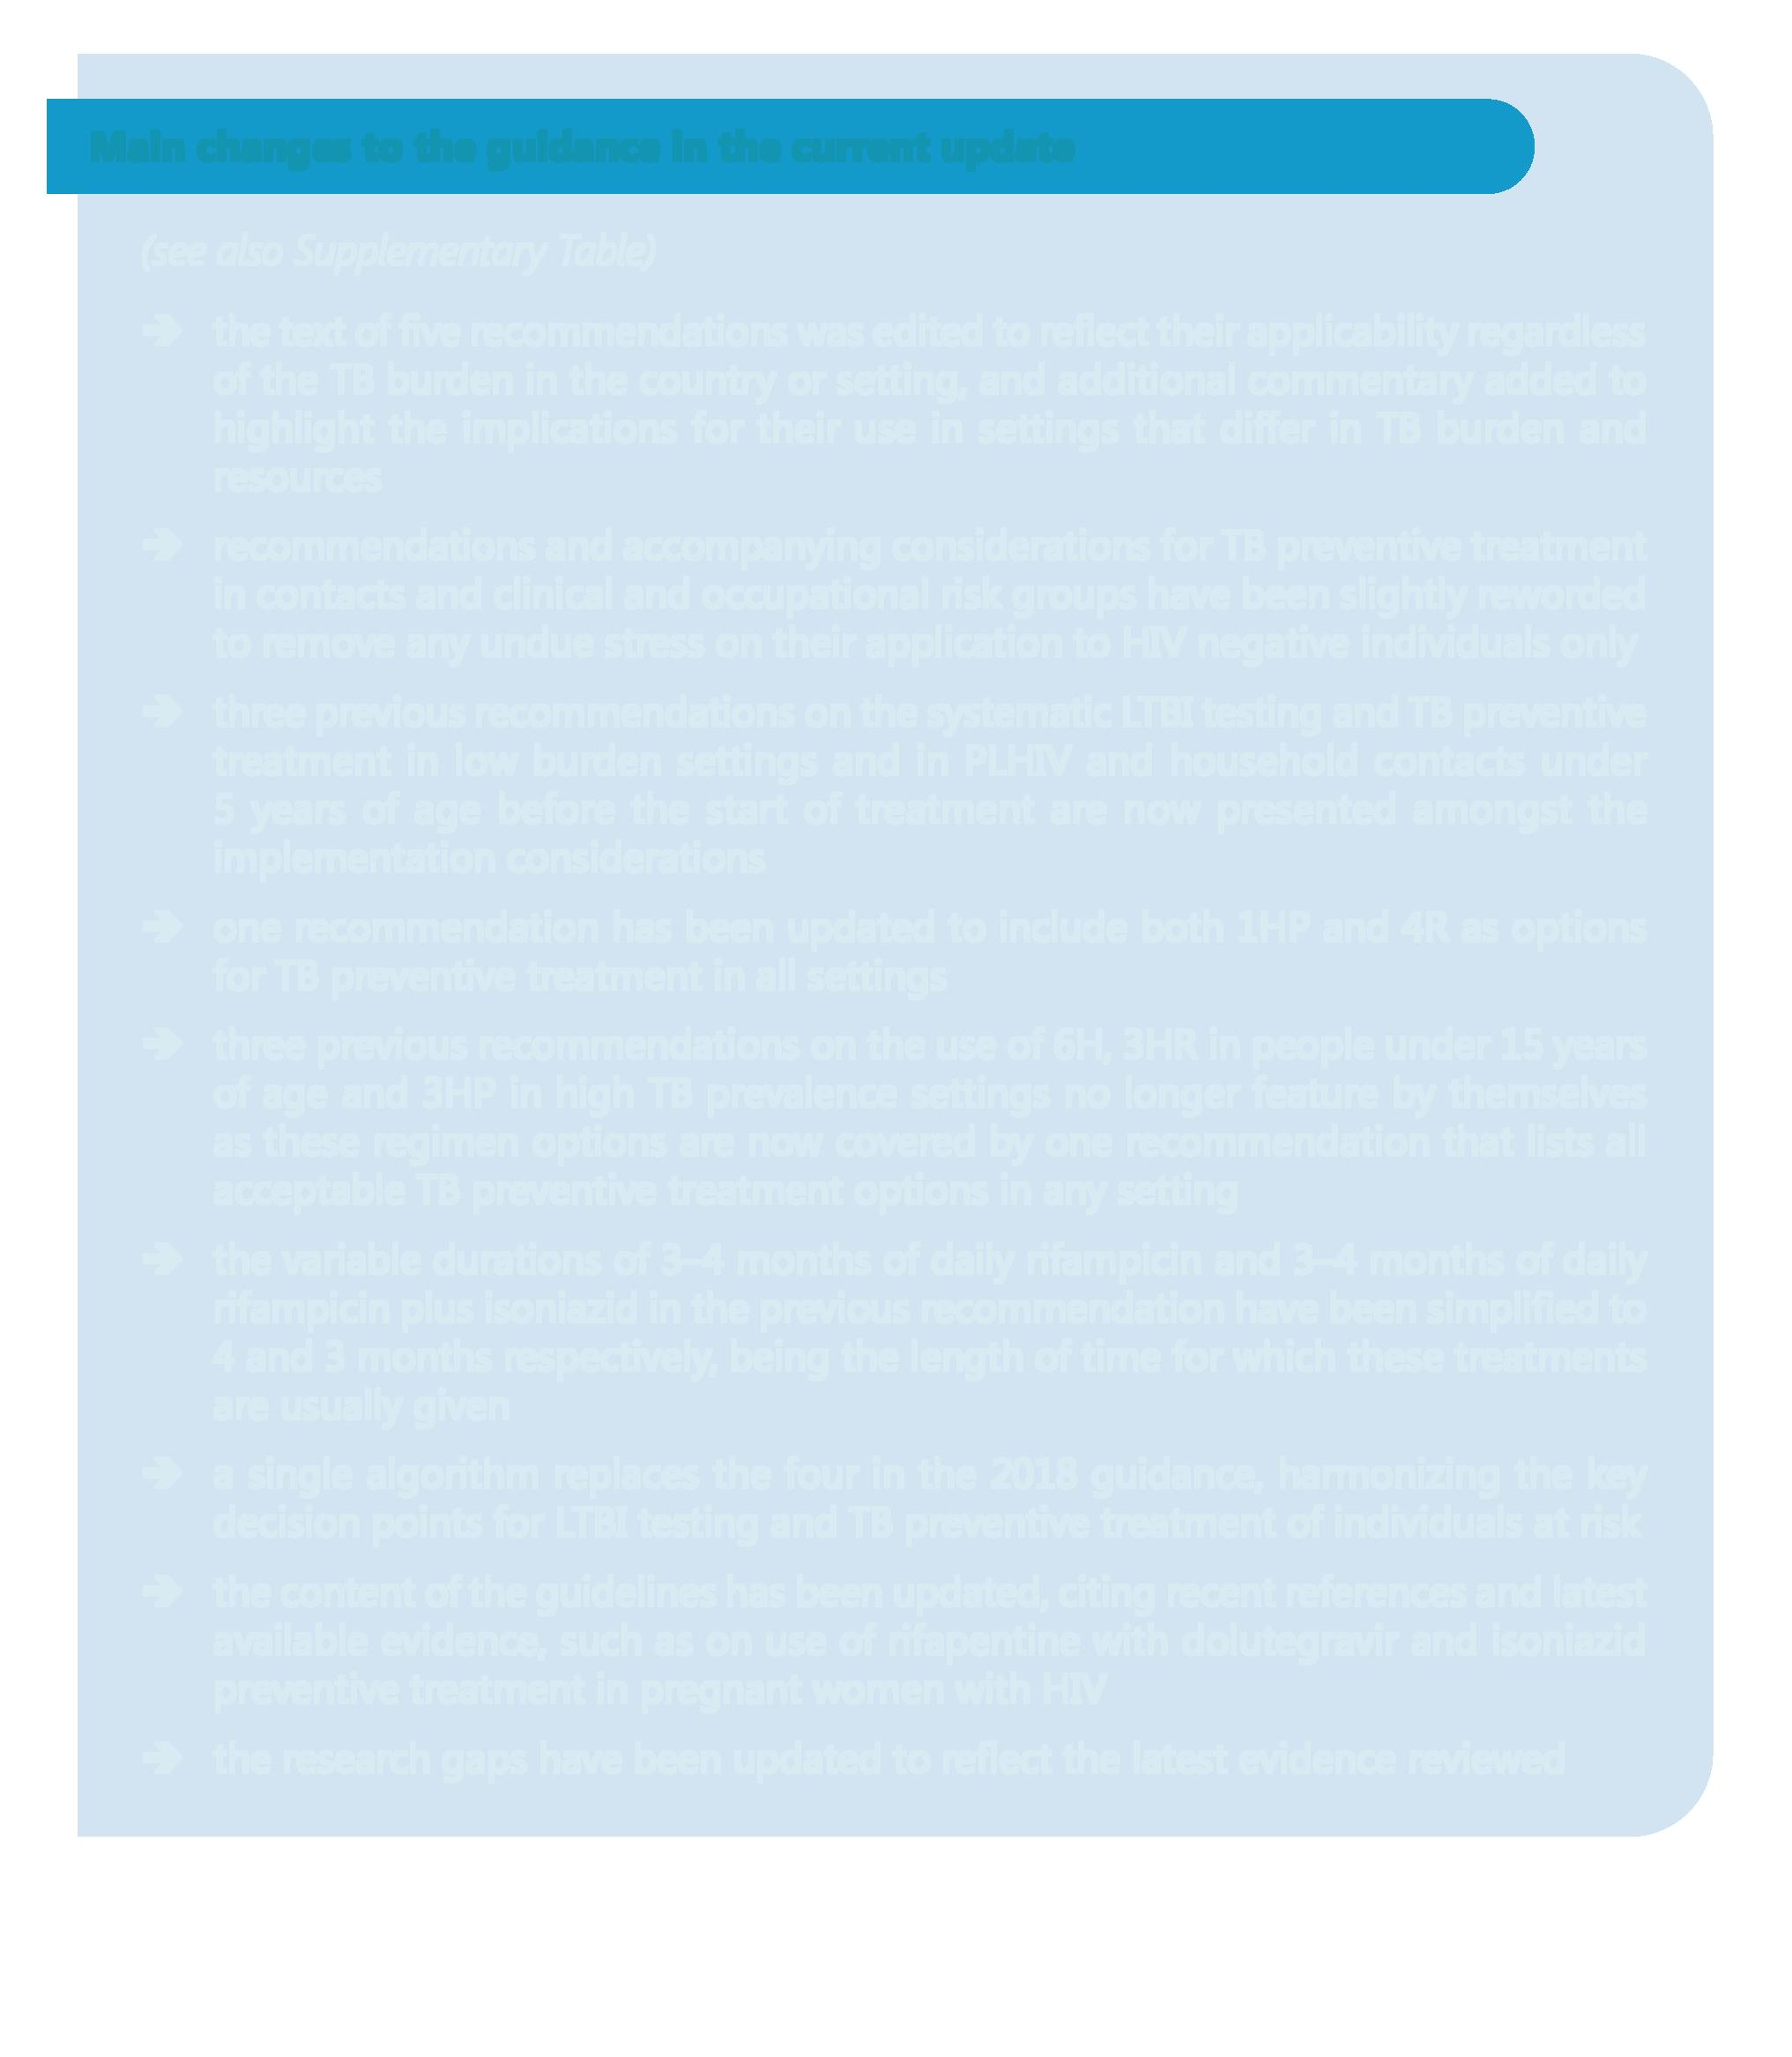 Main changes to the guidance in the current update
(see also Supplementary Table)
➔ the text of five recommendations was edited to reflect their applicability regardless
of the TB burden in the country or setting, and additional commentary added to
highlight the implications for their use in settings that differ in TB burden and
resources
➔ recommendations and accompanying considerations for TB preventive treatment
in contacts and clinical and occupational risk groups have been slightly reworded
to remove any undue stress on their application to HIV negative individuals only
➔ three previous recommendations on the systematic LTBI testing and TB preventive
treatment in low burden settings and in PLHIV and household contacts under
5 years of age before the start of treatment are now presented amongst the
implementation considerations
➔ one recommendation has been updated to include both 1HP and 4R as options
for TB preventive treatment in all settings
➔ three previous recommendations on the use of 6H, 3HR in people under 15 years
of age and 3HP in high TB prevalence settings no longer feature by themselves
as these regimen options are now covered by one recommendation that lists all
acceptable TB preventive treatment options in any setting
➔ the variable durations of 3–4 months of daily rifampicin and 3–4 months of daily
rifampicin plus isoniazid in the previous recommendation have been simplified to
4 and 3 months respectively, being the length of time for which these treatments
are usually given
➔ a single algorithm replaces the four in the 2018 guidance, harmonizing the key
decision points for LTBI testing and TB preventive treatment of individuals at risk
➔ the content of the guidelines has been updated, citing recent references and latest
available evidence, such as on use of rifapentine with dolutegravir and isoniazid
preventive treatment in pregnant women with HIV
➔ the research gaps have been updated to reflect the latest evidence reviewed